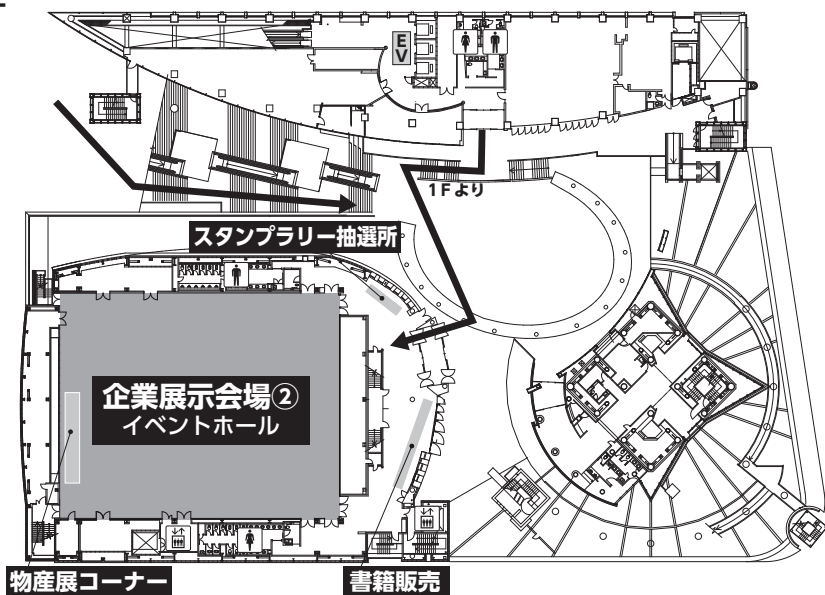 EV
1Fより
スタンプラリー抽選所
企業展示会場②
イベントホール
物産展コーナー
書籍販売